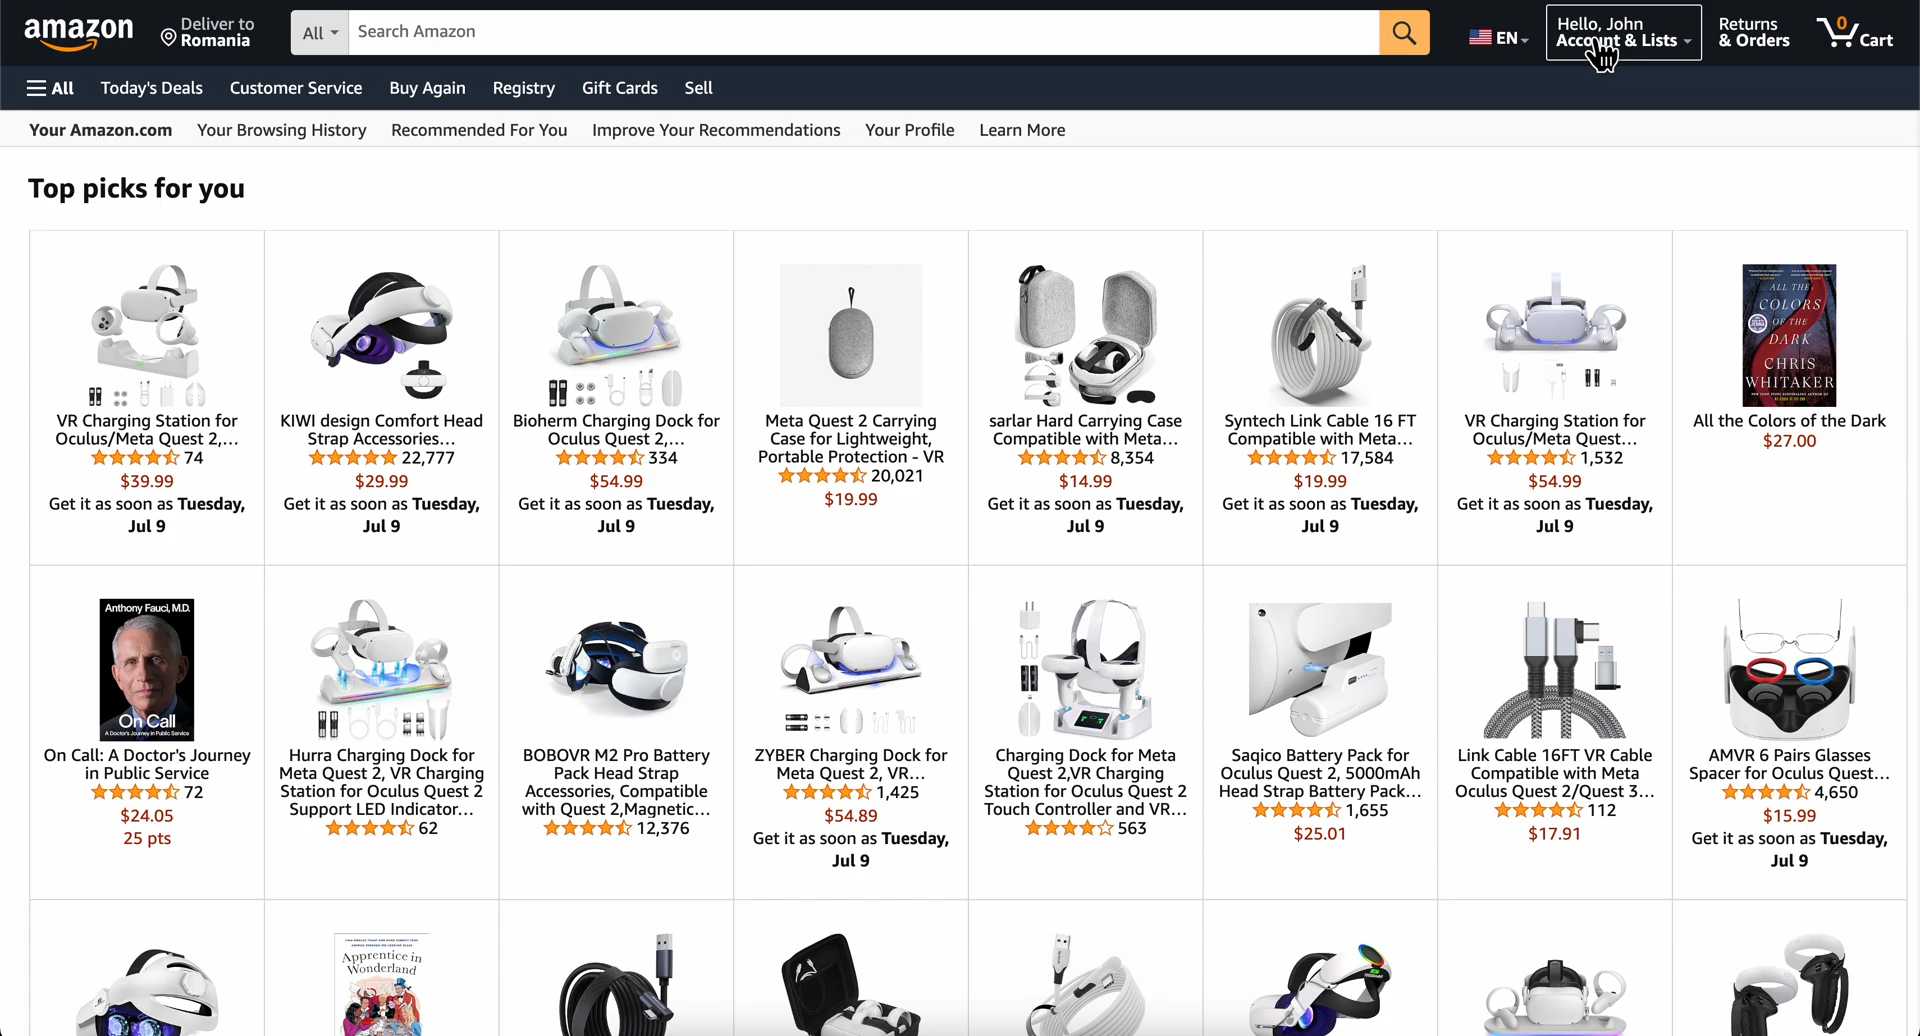 amazon
Deliver to
Romania
All
Search Amazon
EN
Hello, John
Account & Lists
Returns
& Orders
0
Cart
All
Today's Deals
Customer Service
Buy Again
Registry
Gift Cards
Sell
Your Amazon.com
Your Browsing History
Recommended For You
Improve Your Recommendations
Your Profile
Learn More
Top picks for you
VR Charging Station for
Oculus/Meta Quest 2,...
74
$39.99
Get it as soon as Tuesday,
Jul 9
KIWI design Comfort Head
Strap Accessories...
22,777
$29.99
Get it as soon as Tuesday,
Jul 9
Bioherm Charging Dock for
Oculus Quest 2,...
334
$54.99
Get it as soon as Tuesday,
Jul 9
Meta Quest 2 Carrying
Case for Lightweight,
Portable Protection - VR
20,021
$19.99
sarlar Hard Carrying Case
Compatible with Meta...
8,354
$14.99
Get it as soon as Tuesday,
Jul 9
Syntech Link Cable 16 FT
Compatible with Meta...
17,584
$19.99
Get it as soon as Tuesday,
Jul 9
VR Charging Station for
Oculus/Meta Quest...
1,532
$54.99
Get it as soon as Tuesday,
Jul 9
ALL THE
COLORS
OF THE
DARK
CHRIS
WHITAKER
All the Colors of the Dark
$27.00
Anthony Fauci, M.D.
On Call
A Doctor's Journey in Public Service
On Call: A Doctor's Journey
in Public Service
72
$24.05
25 pts
Hurra Charging Dock for
Meta Quest 2, VR Charging
Station for Oculus Quest 2
Support LED Indicator...
62
BOBOVR M2 Pro Battery
Pack Head Strap
Accessories, Compatible
with Quest 2,Magnetic...
12,376
ZYBER Charging Dock for
Meta Quest 2, VR...
1,425
$54.89
Get it as soon as Tuesday,
Jul 9
Charging Dock for Meta
Quest 2,VR Charging
Station for Oculus Quest 2
Touch Controller and VR...
563
Saqico Battery Pack for
Oculus Quest 2, 5000mAh
Head Strap Battery Pack...
1,655
$25.01
Link Cable 16FT VR Cable
Compatible with Meta
Oculus Quest 2/Quest 3...
112
$17.91
AMVR 6 Pairs Glasses
Spacer for Oculus Quest...
4,650
$15.99
Get it as soon as Tuesday,
Jul 9
Apprentice in
Wonderland